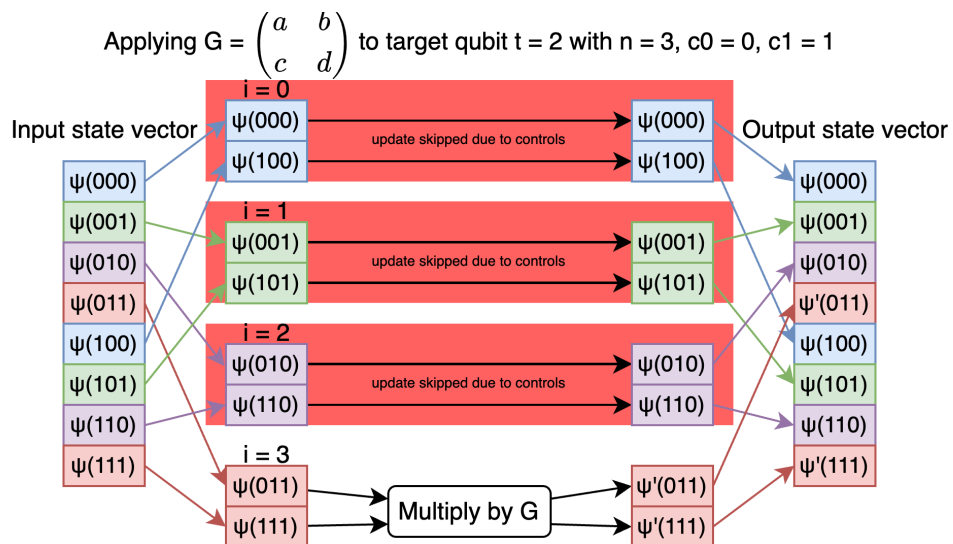 Applying G = (a b
c d) to target qubit t = 2 with n = 3, c0 = 0, c1 = 1
Input state vector
ψ(000)
ψ(001)
ψ(010)
ψ(011)
ψ(100)
ψ(101)
ψ(110)
ψ(111)
i = 0
ψ(000)
ψ(100)
update skipped due to controls
ψ(000)
ψ(100)
i = 1
ψ(001)
ψ(101)
update skipped due to controls
ψ(001)
ψ(101)
i = 2
ψ(010)
ψ(110)
update skipped due to controls
ψ(010)
ψ(110)
i = 3
ψ(011)
ψ(111)
Multiply by G
ψ'(011)
ψ'(111)
Output state vector
ψ(000)
ψ(001)
ψ(010)
ψ'(011)
ψ(100)
ψ(101)
ψ(110)
ψ'(111)